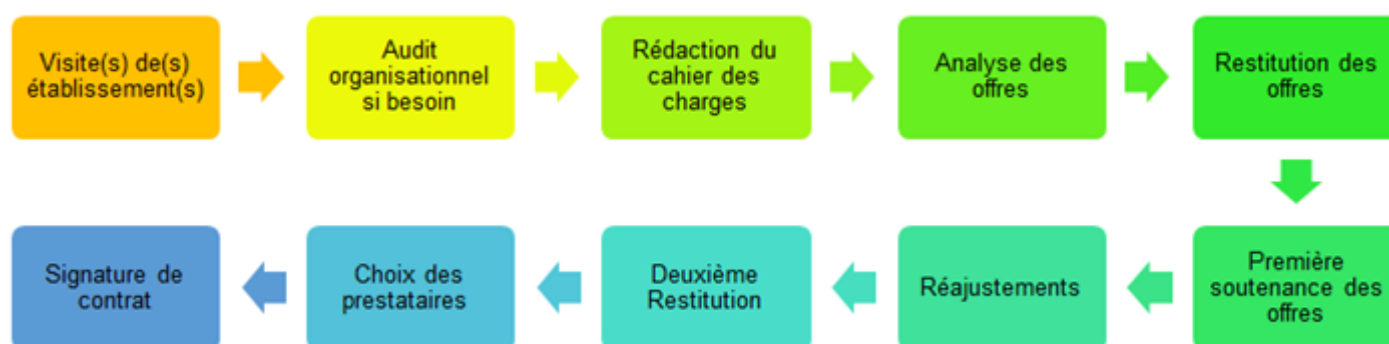 Visite(s) de(s)
établissement(s)
Audit
organisationnel
si besoin
Rédaction du
cahier des
charges
Analyse des
offres
Restitution des
offres
Première
soutenance des
offres
Réajustements
Deuxième
Restitution
Choix des
prestataires
Signature de
contrat